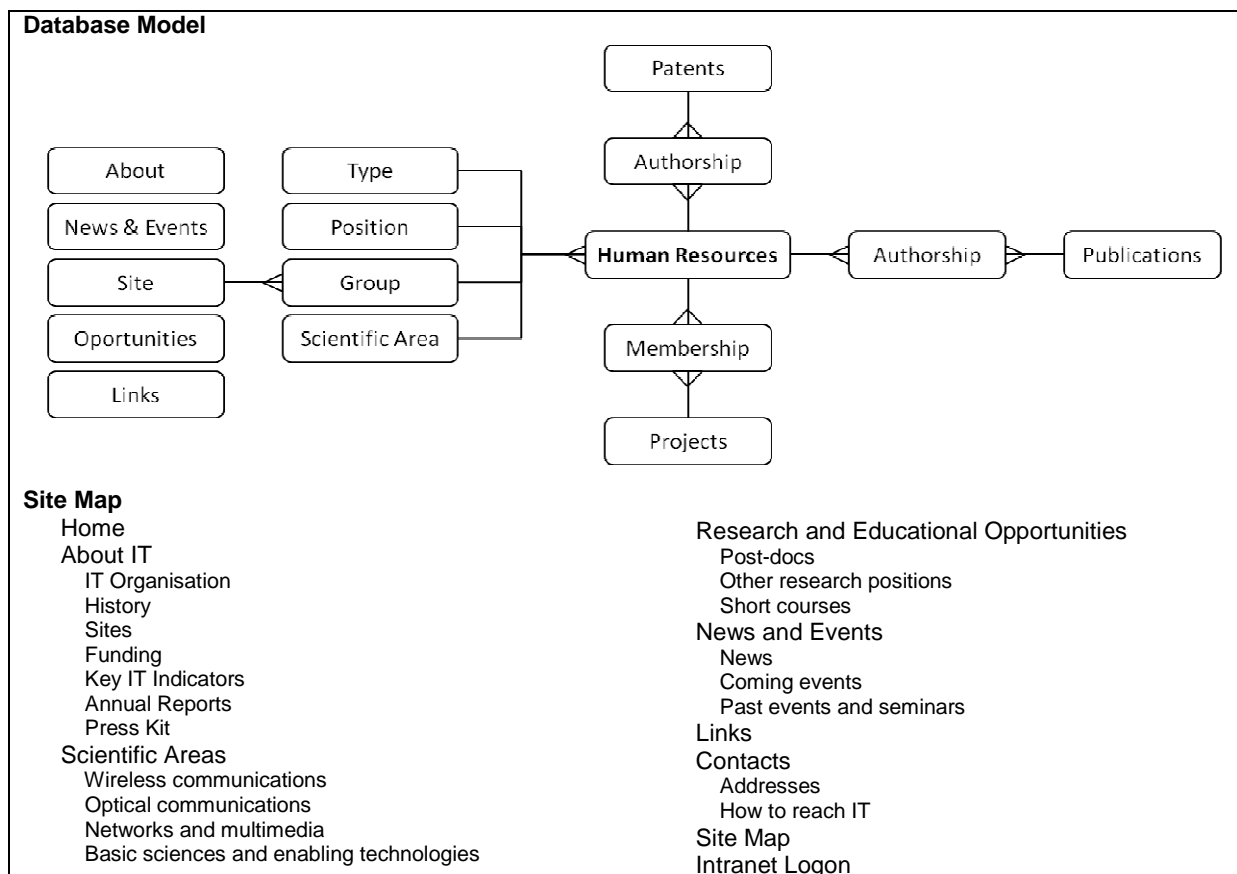 Database Model
Patents
Authorship
About
Type
News & Events
Position
Human Resources
Authorship
Publications
Site
Group
Oportunities
Scientific Area
Membership
Links
Projects
Site Map
Home
About IT
IT Organisation
History
Sites
Funding
Key IT Indicators
Annual Reports
Press Kit
Scientific Areas
Wireless communications
Optical communications
Networks and multimedia
Basic sciences and enabling technologies
Research and Educational Opportunities
Post-docs
Other research positions
Short courses
News and Events
News
Coming events
Past events and seminars
Links
Contacts
Addresses
How to reach IT
Site Map
Intranet Logon